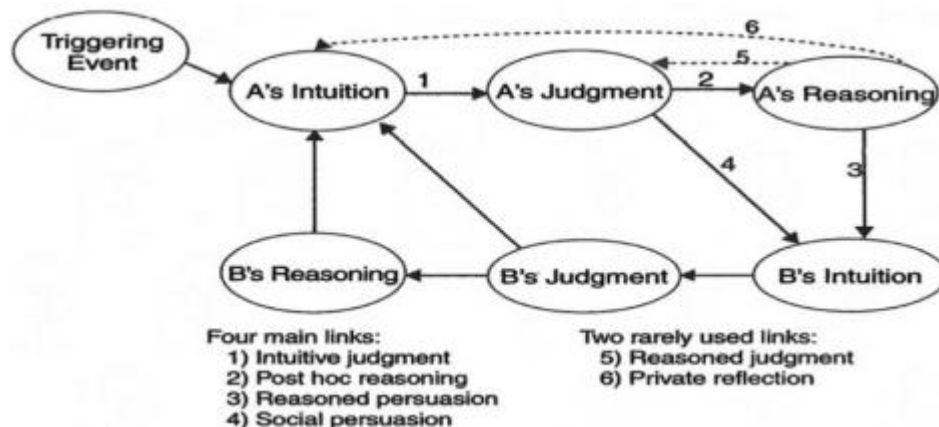 Triggering
Event
6
5
A's Intuition
1
A's Judgment
2
A's Reasoning
4
3
B's Reasoning
B's Judgment
B's Intuition
Four main links:
1) Intuitive judgment
2) Post hoc reasoning
3) Reasoned persuasion
4) Social persuasion
Two rarely used links:
5) Reasoned judgment
6) Private reflection